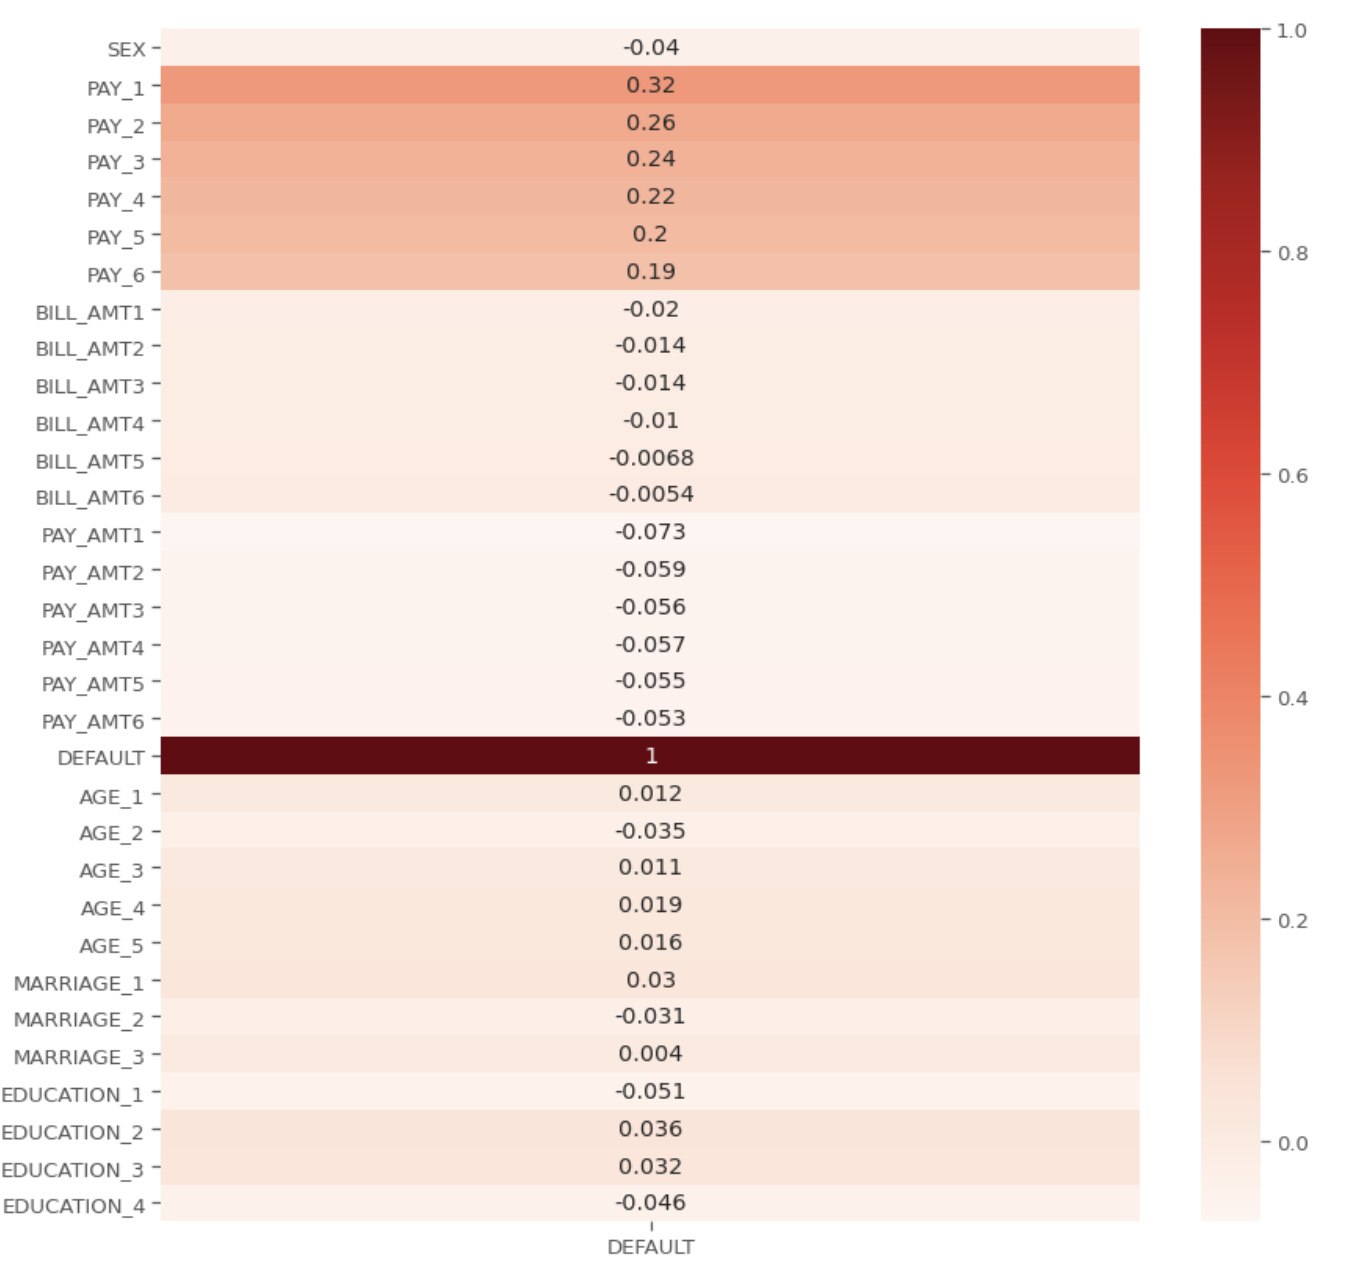 SEX -0.04
PAY_1 0.32
PAY_2 0.26
PAY_3 0.24
PAY_4 0.22
PAY_5 0.2
PAY_6 0.19
BILL_AMT1 -0.02
BILL_AMT2 -0.014
BILL_AMT3 -0.014
BILL_AMT4 -0.01
BILL_AMT5 -0.0068
BILL_AMT6 -0.0054
PAY_AMT1 -0.073
PAY_AMT2 -0.059
PAY_AMT3 -0.056
PAY_AMT4 -0.057
PAY_AMT5 -0.055
PAY_AMT6 -0.053
DEFAULT 1
AGE_1 0.012
AGE_2 -0.035
AGE_3 0.011
AGE_4 0.019
AGE_5 0.016
MARRIAGE_1 0.03
MARRIAGE_2 -0.031
MARRIAGE_3 0.004
EDUCATION_1 -0.051
EDUCATION_2 0.036
EDUCATION_3 0.032
EDUCATION_4 -0.046
DEFAULT
1.0
0.8
0.6
0.4
0.2
0.0